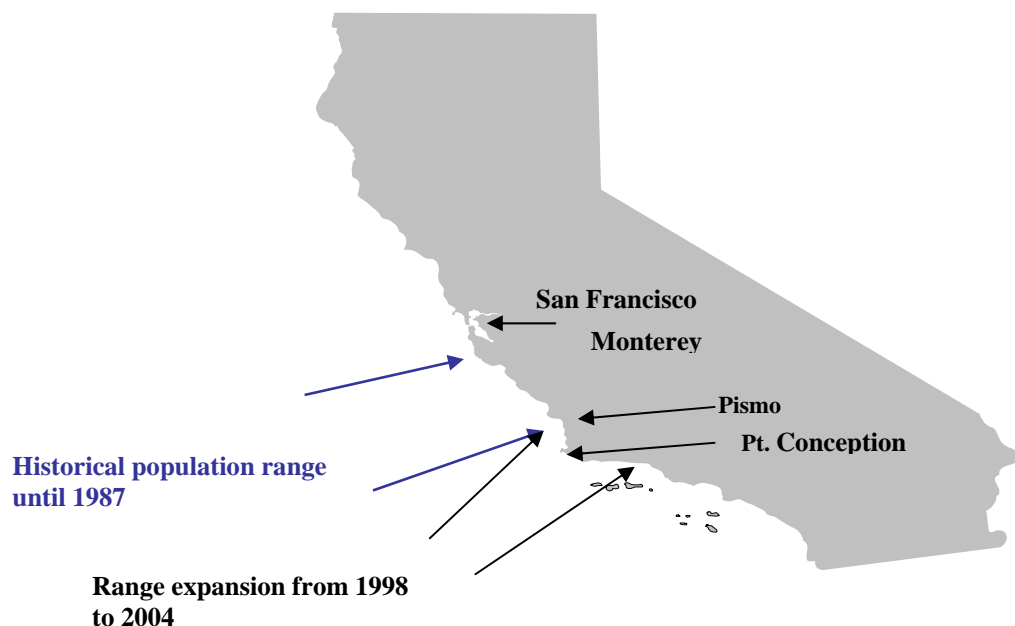 San Francisco
Monterey
Pismo
Pt. Conception
Historical population range
until 1987
Range expansion from 1998
to 2004